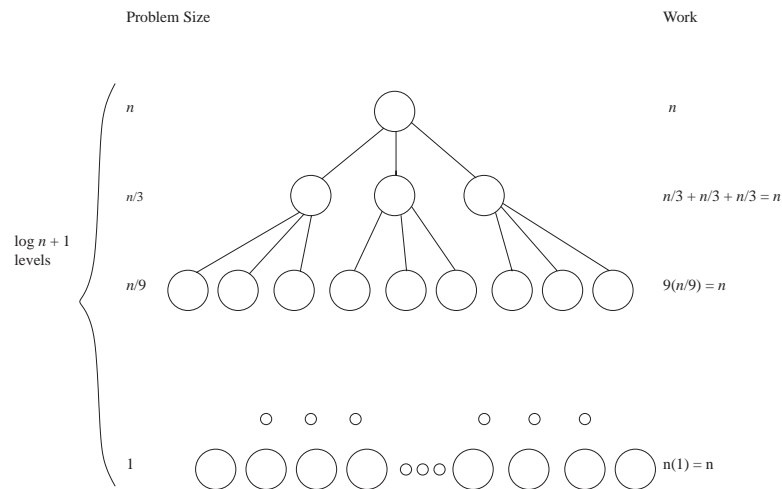 Problem Size Work
n n
n/3 n/3 + n/3 + n/3 = n
log n + 1
levels
n/9 9(n/9) = n
1 n(1) = n